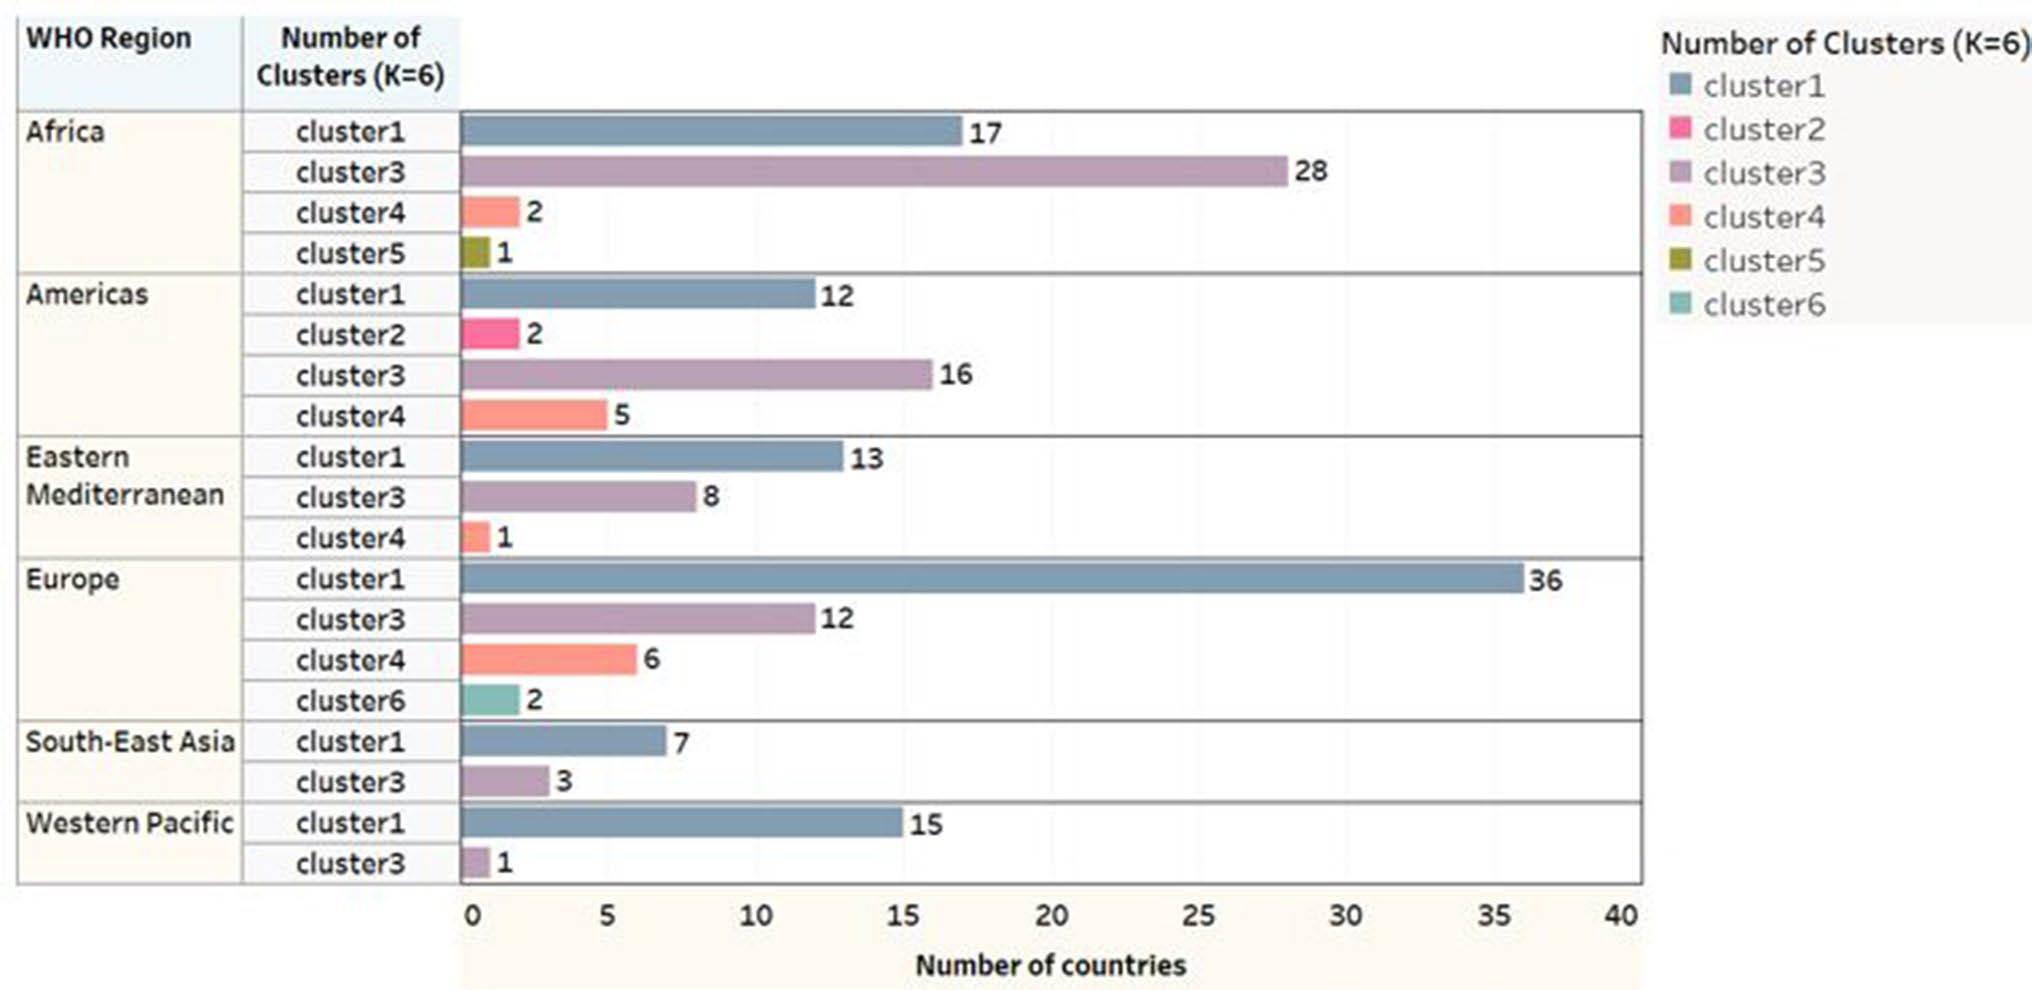 WHO Region
Number of
Clusters (K=6)
Africa
cluster1
17
cluster3
28
cluster4
2
cluster5
1
Americas
cluster1
12
cluster2
2
cluster3
16
cluster4
5
Eastern
Mediterranean
cluster1
13
cluster3
8
cluster4
1
Europe
cluster1
36
cluster3
12
cluster4
6
cluster6
2
South-East Asia
cluster1
7
cluster3
3
Western Pacific
cluster1
15
cluster3
1
0 5 10 15 20 25 30 35 40
Number of countries
Number of Clusters (K=6)
cluster1
cluster2
cluster3
cluster4
cluster5
cluster6